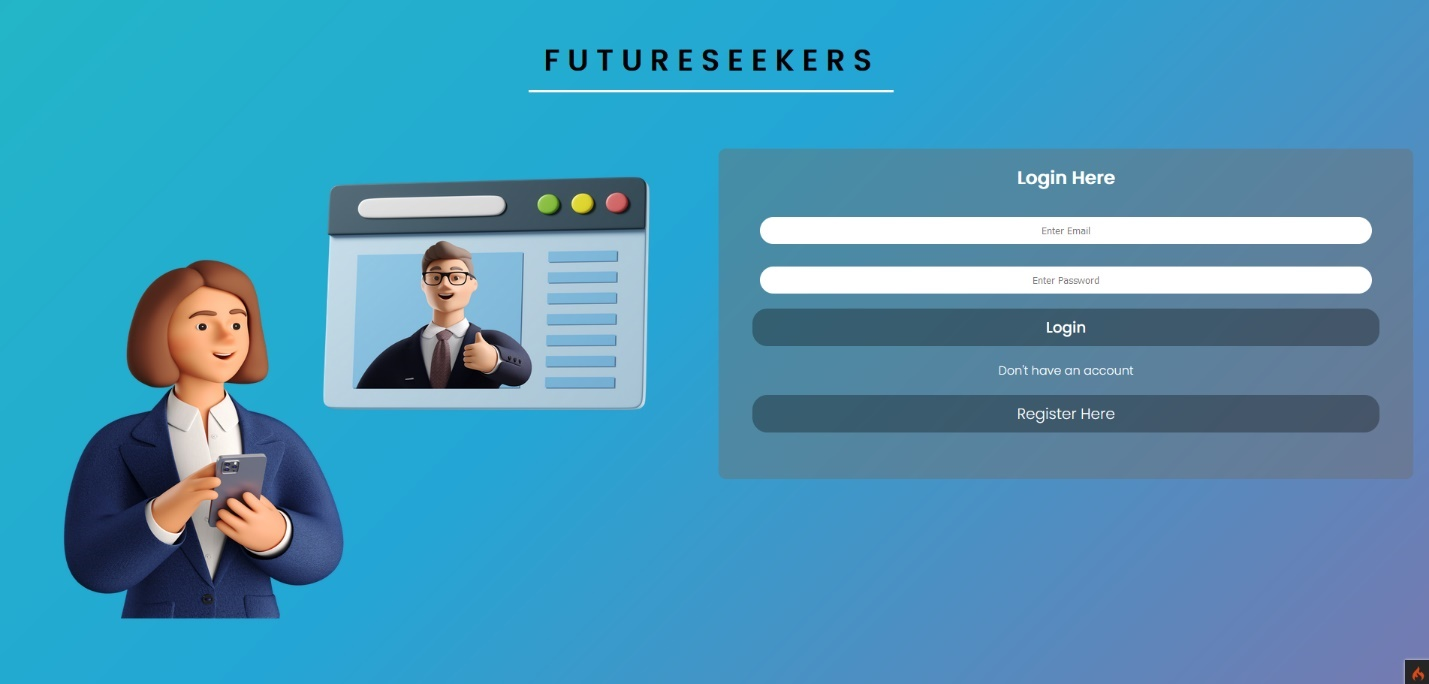 FUTURESEEKERS
Login Here
Enter Email
Enter Password
Login
Don't have an account
Register Here